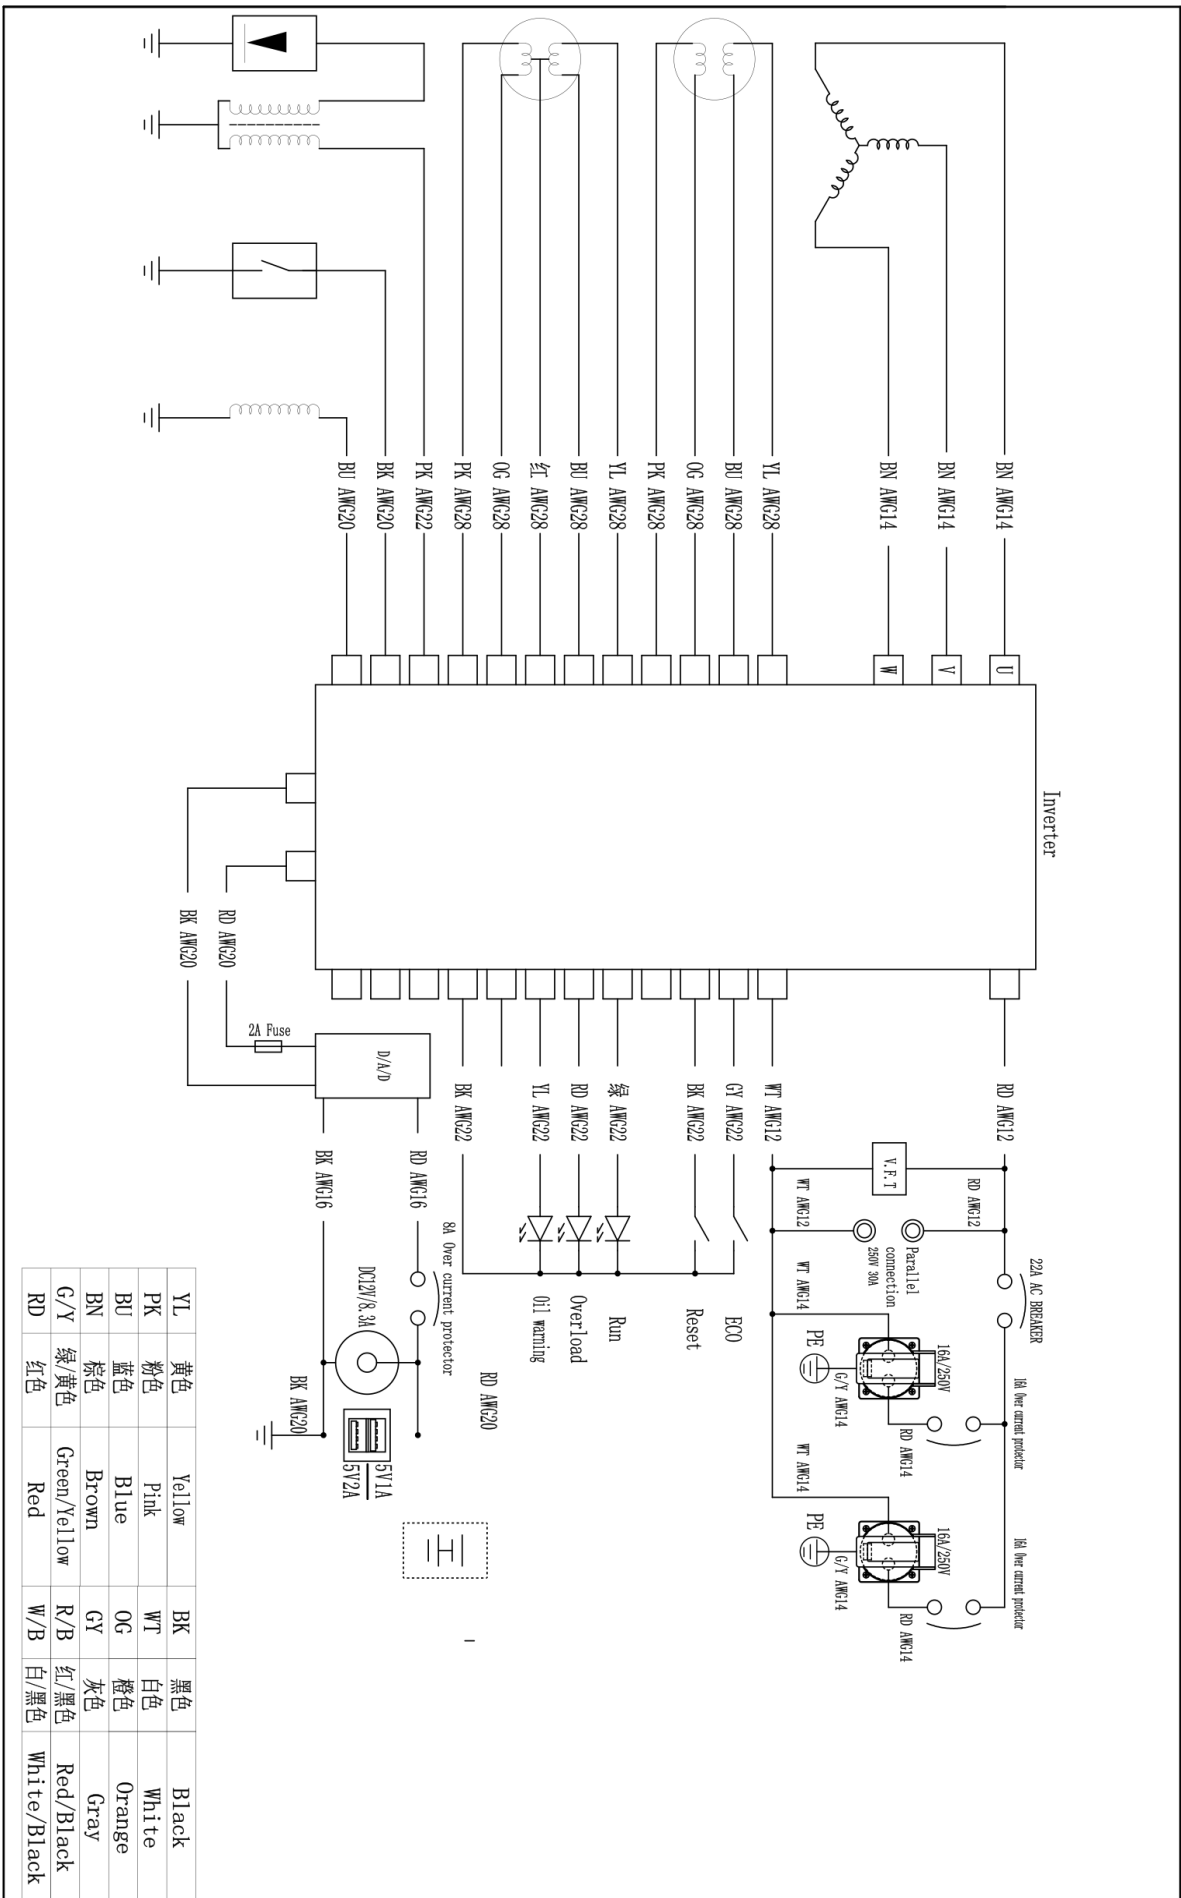 Inverter
U
V
W
BN AWG14
BN AWG14
BN AWG14
YL AWG28
BU AWG28
OG AWG28
PK AWG28
YL AWG28
BU AWG28
红 AWG28
OG AWG28
PK AWG28
PK AWG22
BK AWG20
BU AWG20
RD AWG12
WT AWG12
GY AWG22
BK AWG22
绿 AWG22
RD AWG22
YL AWG22
BK AWG22
RD AWG20
BK AWG20
2A Fuse
D/A/D
RD AWG16
BK AWG16
V.F.T
RD AWG12
WT AWG12
Parallel
connection
250V 30A
22A AC BREAKER
WT AWG14
16A/250V
PE
G/Y AWG14
RD AWG14
16A Over current protector
WT AWG14
16A/250V
PE
G/Y AWG14
RD AWG14
16A Over current protector
ECO
Reset
Run
Overload
Oil warning
8A Over current protector
DC12V/8.3A
RD AWG20
BK AWG20
5V1A
5V2A
YL 黄色 Yellow BK 黑色 Black
PK 粉色 Pink WT 白色 White
BU 蓝色 Blue OG 橙色 Orange
BN 棕色 Brown GY 灰色 Gray
G/Y 绿/黄色 Green/Yellow R/B 红/黑色 Red/Black
RD 红色 Red W/B 白/黑色 White/Black